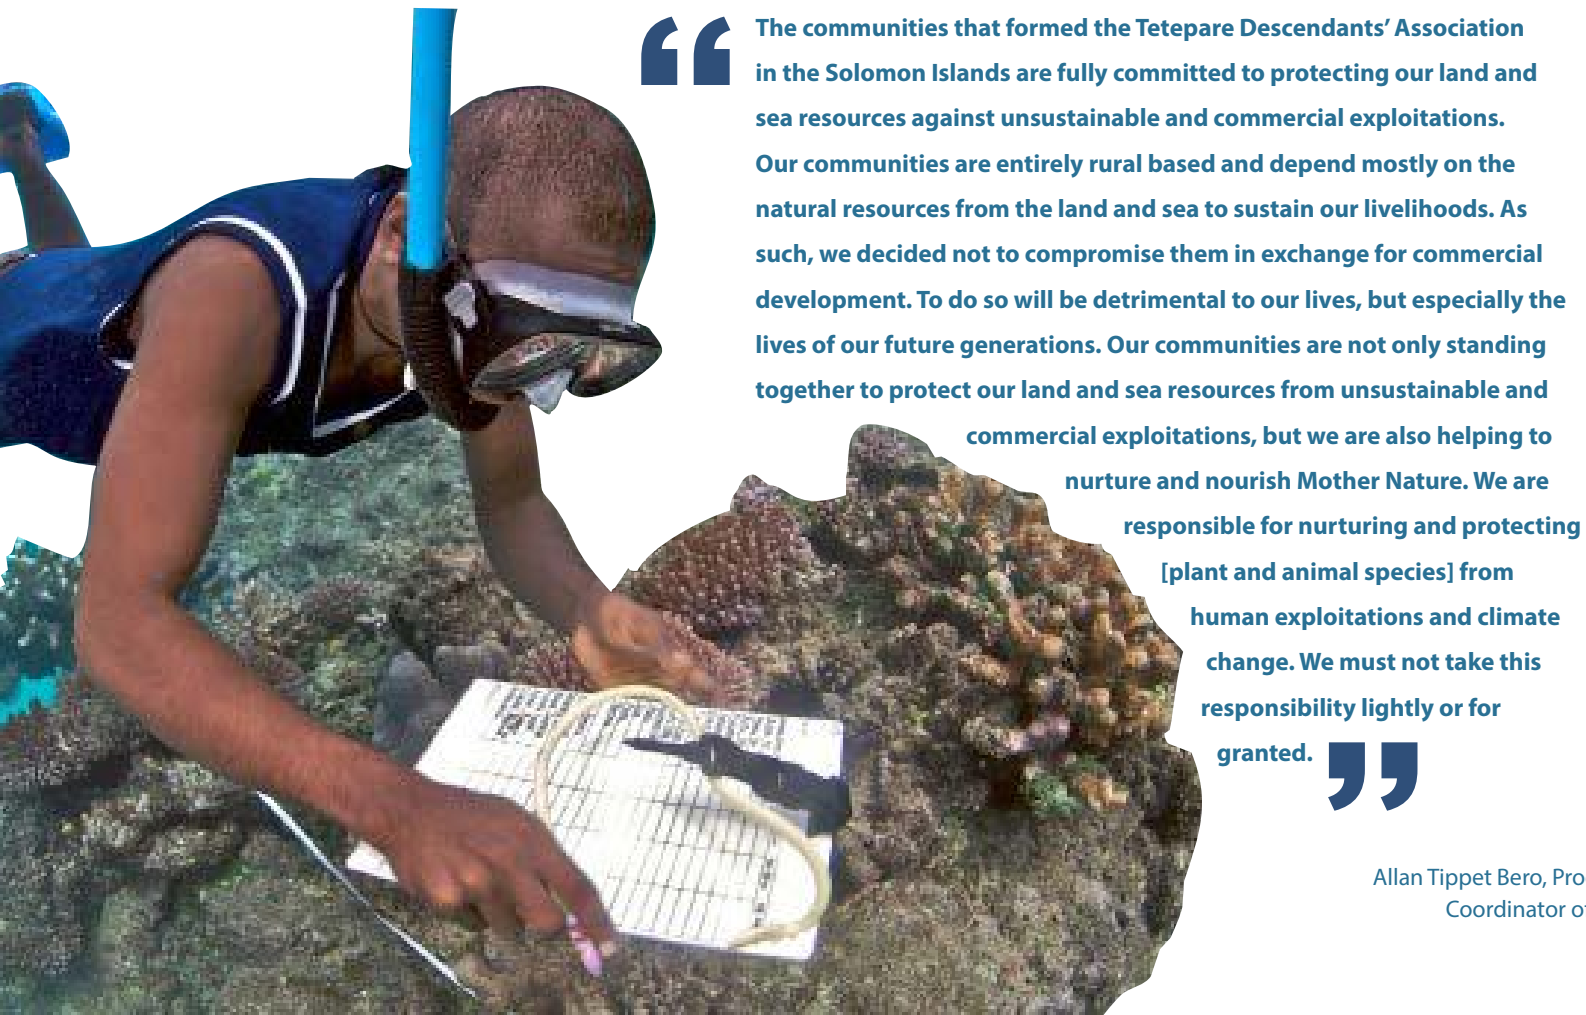 “ The communities that formed the Tetepare Descendants’ Association
in the Solomon Islands are fully committed to protecting our land and
sea resources against unsustainable and commercial exploitations.
Our communities are entirely rural based and depend mostly on the
natural resources from the land and sea to sustain our livelihoods. As
such, we decided not to compromise them in exchange for commercial
development. To do so will be detrimental to our lives, but especially the
lives of our future generations. Our communities are not only standing
together to protect our land and sea resources from unsustainable and
commercial exploitations, but we are also helping to
nurture and nourish Mother Nature. We are
responsible for nurturing and protecting
[plant and animal species] from
human exploitations and climate
change. We must not take this
responsibility lightly or for
granted. ”
Allan Tippet Bero,
Coordinator